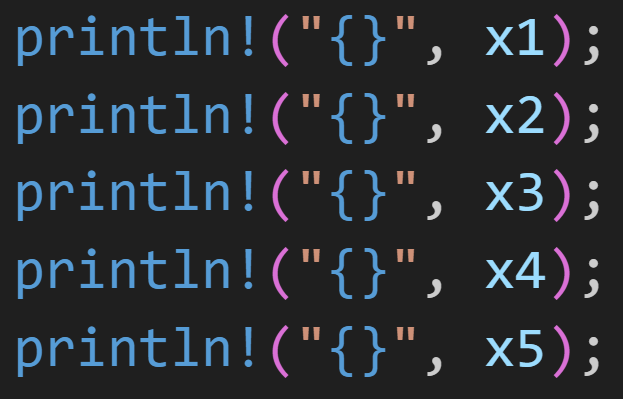 println!("{}", x1);
println!("{}", x2);
println!("{}", x3);
println!("{}", x4);
println!("{}", x5);